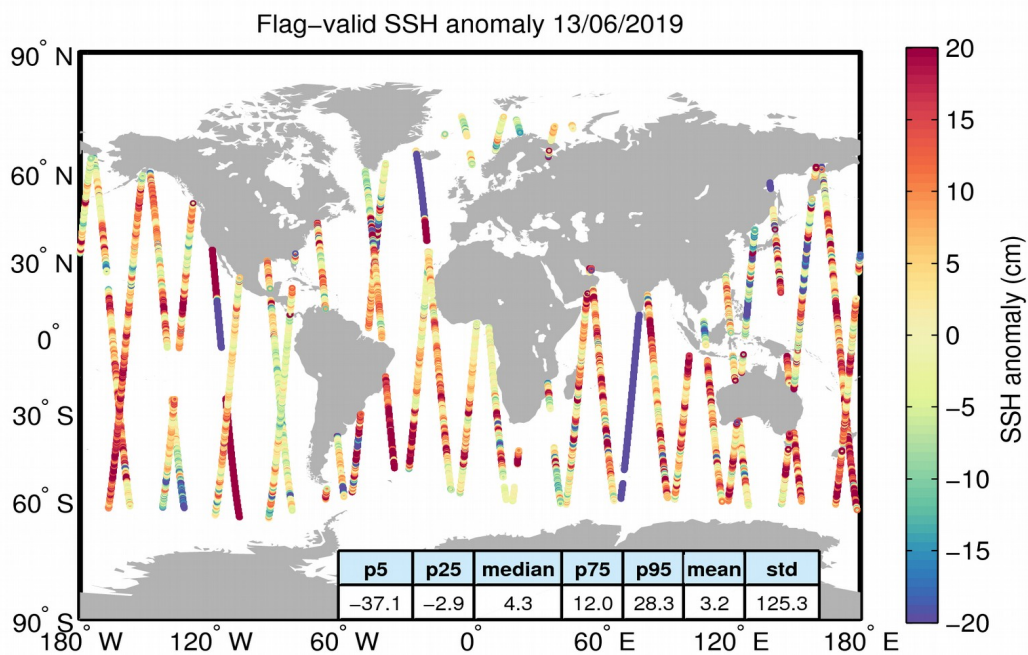 Flag−valid SSH anomaly 13/06/2019
90° N
60° N
30° N
0°
30° S
60° S
90° S
180° W 120° W 60° W 0° 60° E 120° E 180° E
p5 p25 median p75 p95 mean std
−37.1 −2.9 4.3 12.0 28.3 3.2 125.3
20
15
10
5
0
−5
−10
−15
−20
SSH anomaly (cm)